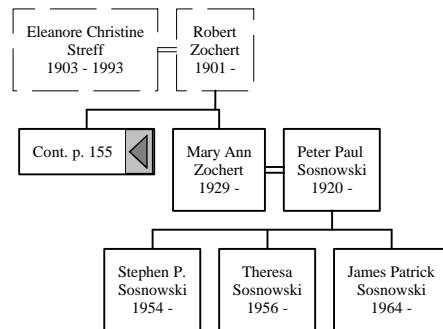 Eleanore Christine
Streff
1903 - 1993
Robert
Zochert
1901 -
Cont. p. 155
Mary Ann
Zochert
1929 -
Peter Paul
Sosnowski
1920 -
Stephen P.
Sosnowski
1954 -
Theresa
Sosnowski
1956 -
James Patrick
Sosnowski
1964 -